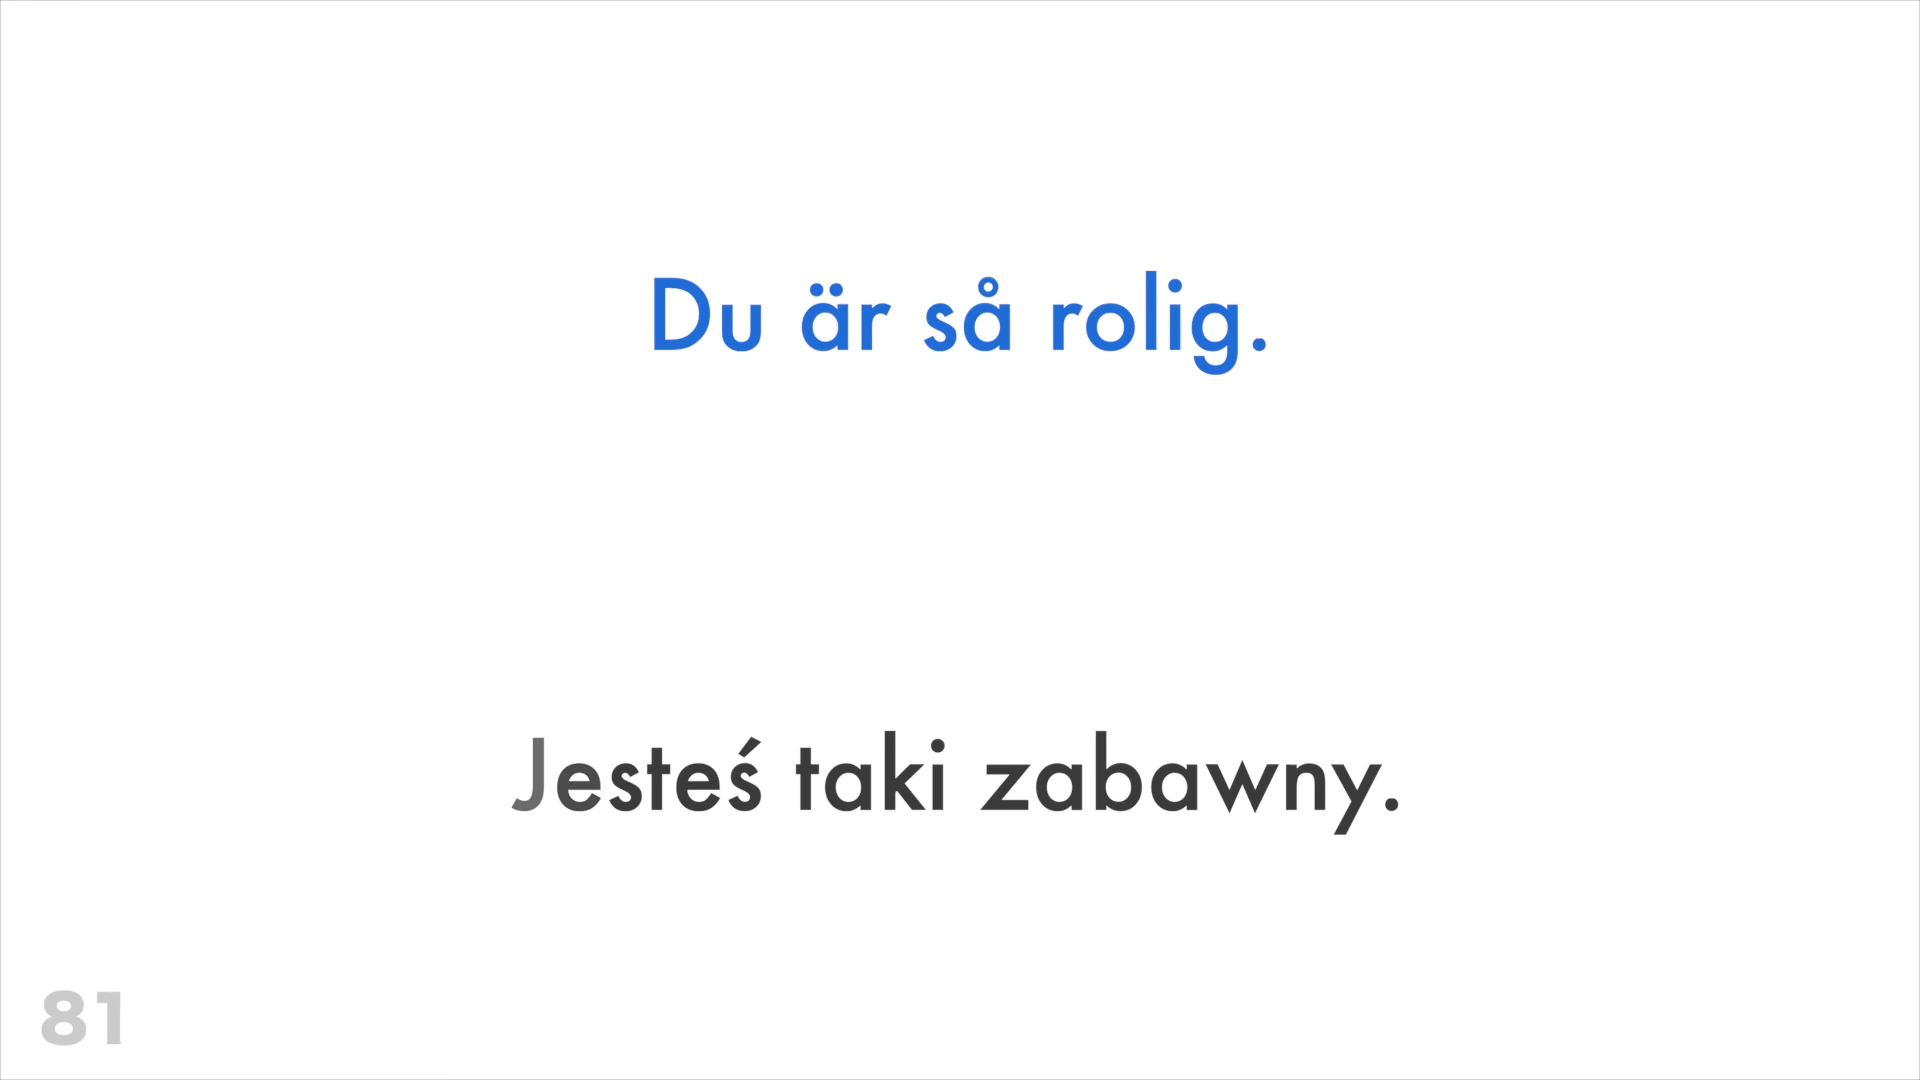 Du är så rolig.
Jesteś taki zabawny.
81